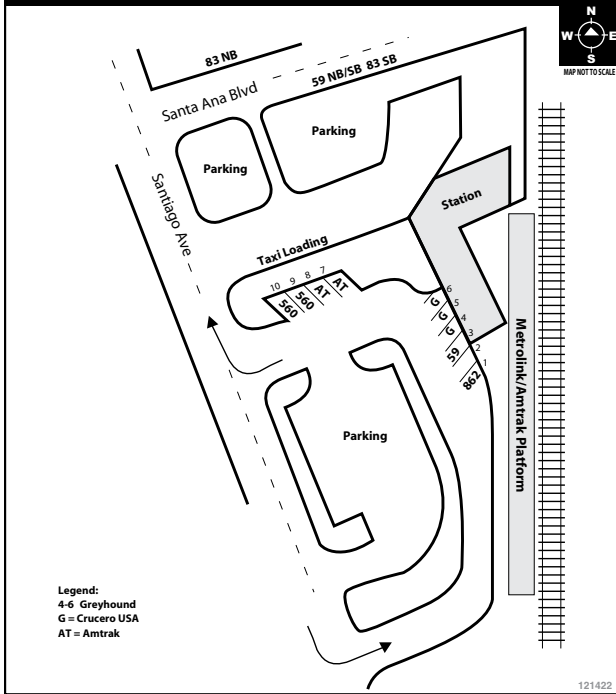 N
W E
S
MAP NOT TO SCALE
83 NB
59 NB/SB 83 SB
Santa Ana Blvd
Parking
Parking
Santiago Ave
Station
Taxi Loading
10 9 8 7
560 560 AT AT
6
G
5
G
4
G
3
59
2
862
1
Metrolink/Amtrak Platform
Parking
Legend:
4-6 Greyhound
G = Crucero USA
AT = Amtrak
121422